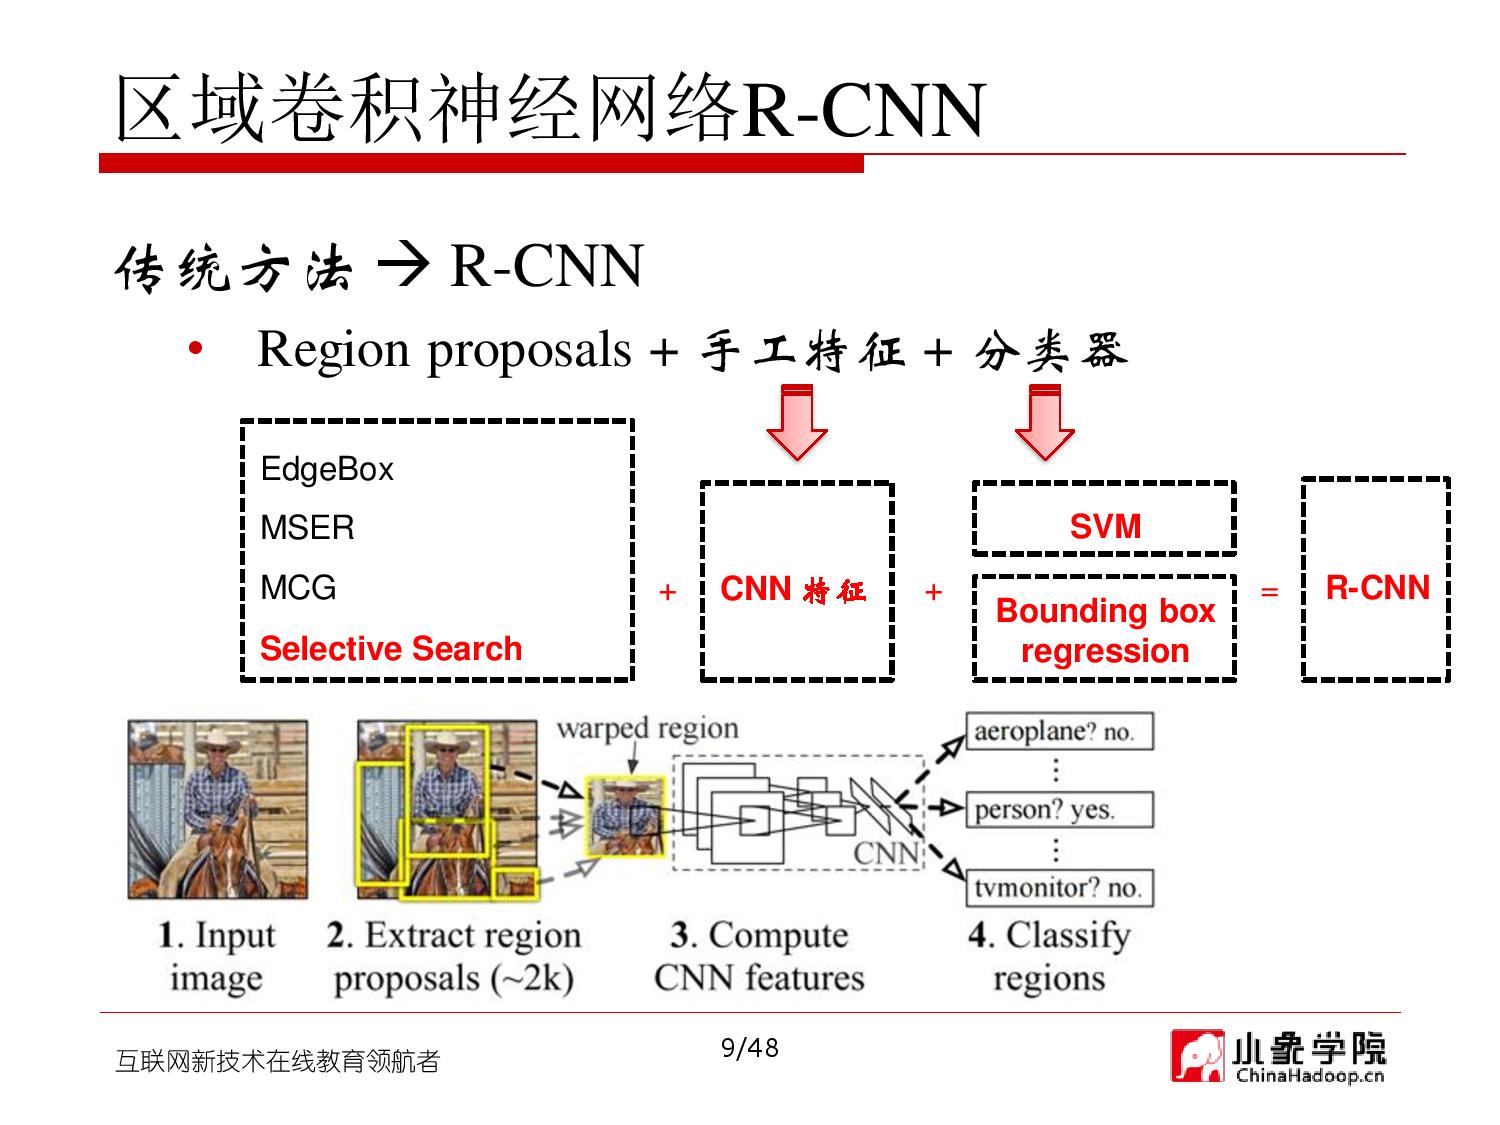 区域卷积神经网络R-CNN
传统方法 → R-CNN
• Region proposals + 手工特征 + 分类器
EdgeBox
MSER
MCG
Selective Search
+
CNN 特征
+
SVM
Bounding box
regression
=
R-CNN
warped region
CNN
aeroplane? no.
person? yes.
tvmonitor? no.
1. Input
image
2. Extract region
proposals (~2k)
3. Compute
CNN features
4. Classify
regions
互联网新技术在线教育领航者
9/48
小象学院
ChinaHadoop.cn